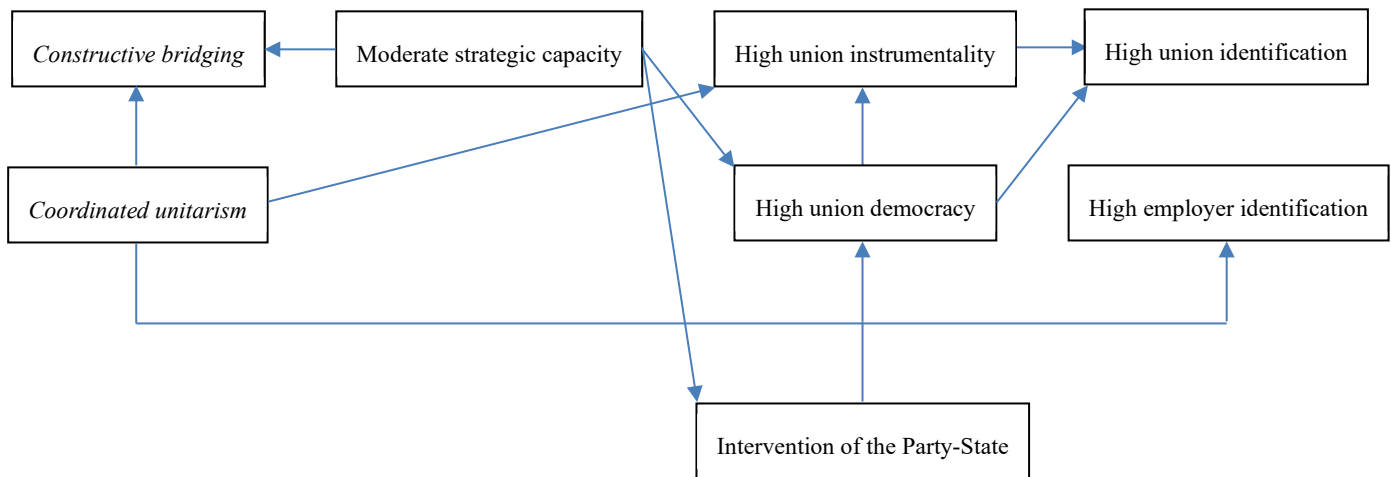 Constructive bridging
Moderate strategic capacity
High union instrumentality
High union identification
Coordinated unitarism
High union democracy
High employer identification
Intervention of the Party-State